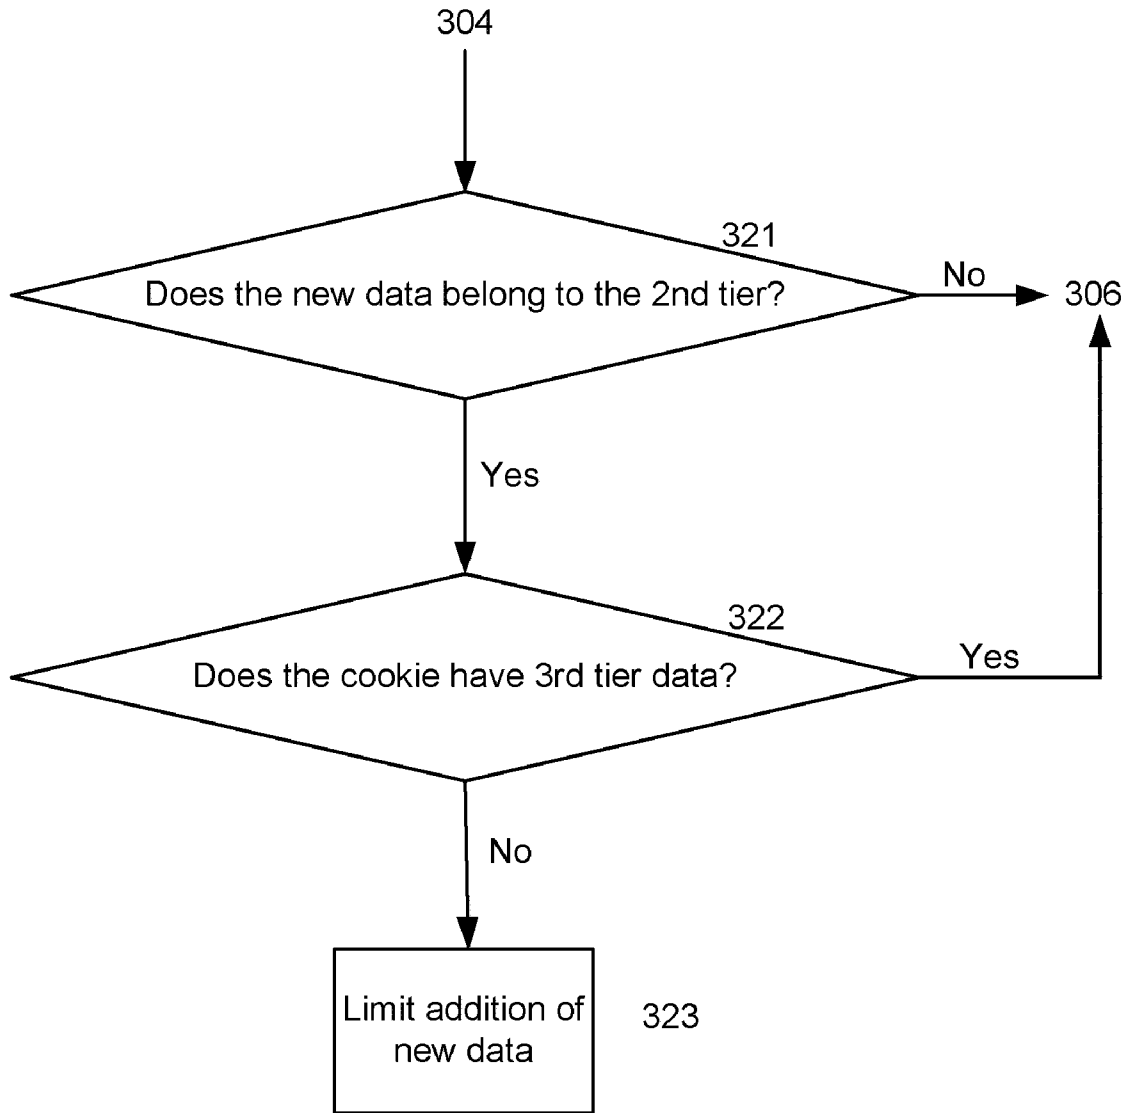 304
321
Does the new data belong to the 2nd tier?
No
306
Yes
322
Does the cookie have 3rd tier data?
Yes
No
Limit addition of
new data
323